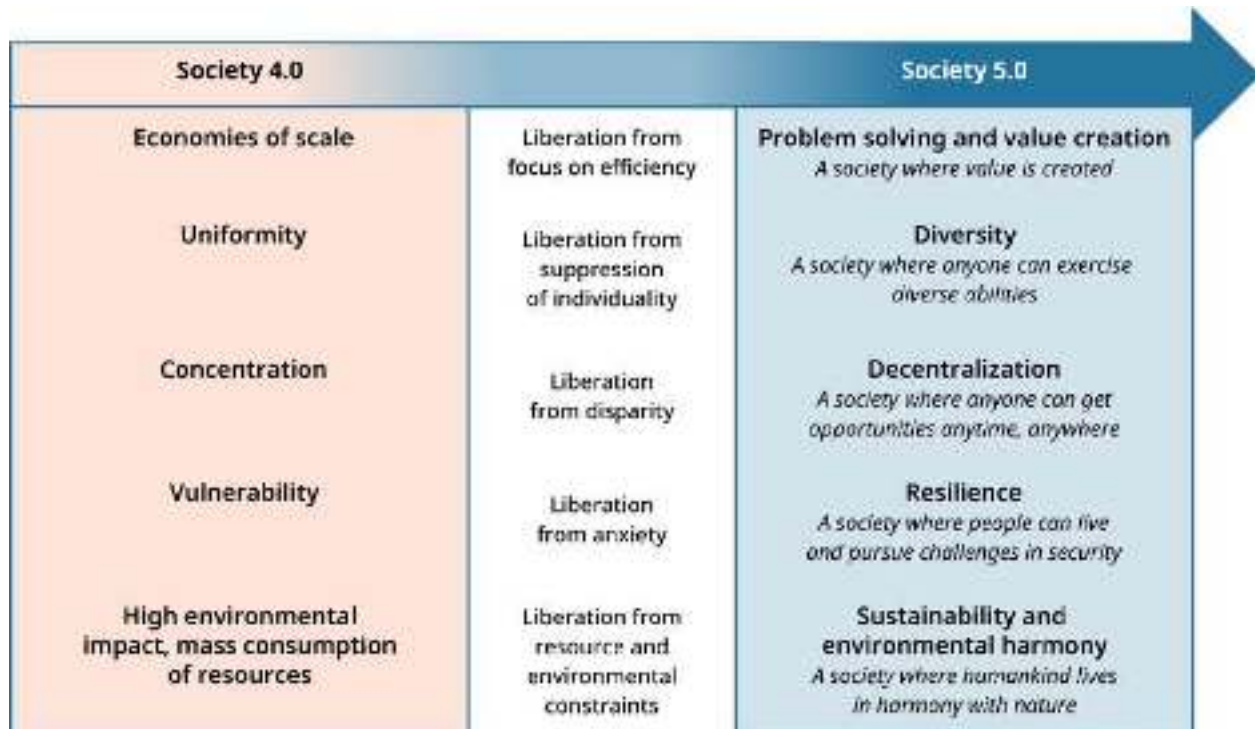 Society 4.0
Society 5.0
Economies of scale
Liberation from
focus on efficiency
Problem solving and value creation
A society where value is created
Uniformity
Liberation from
suppression
of individuality
Diversity
A society where anyone can exercise
diverse abilities
Concentration
Liberation
from disparity
Decentralization
A society where anyone can get
opportunities anytime, anywhere
Vulnerability
Liberation
from anxiety
Resilience
A society where people can live
and pursue challenges in security
High environmental
impact, mass consumption
of resources
Liberation from
resource and
environmental
constraints
Sustainability and
environmental harmony
A society where humankind lives
in harmony with nature